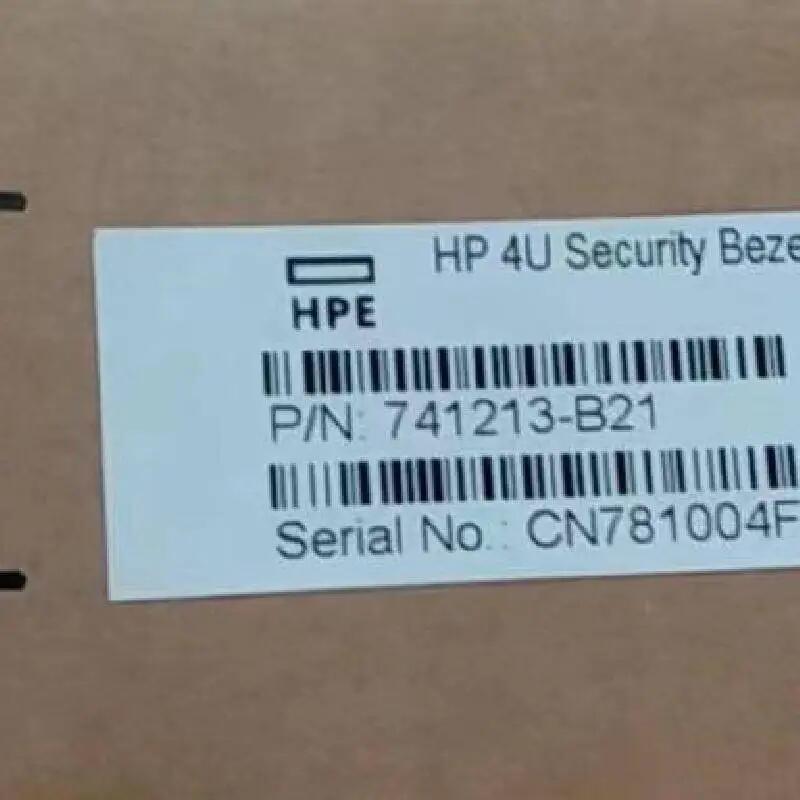 HP 4U Security Beze
HPE
P/N: 741213-B21
Serial No.: CN781004F